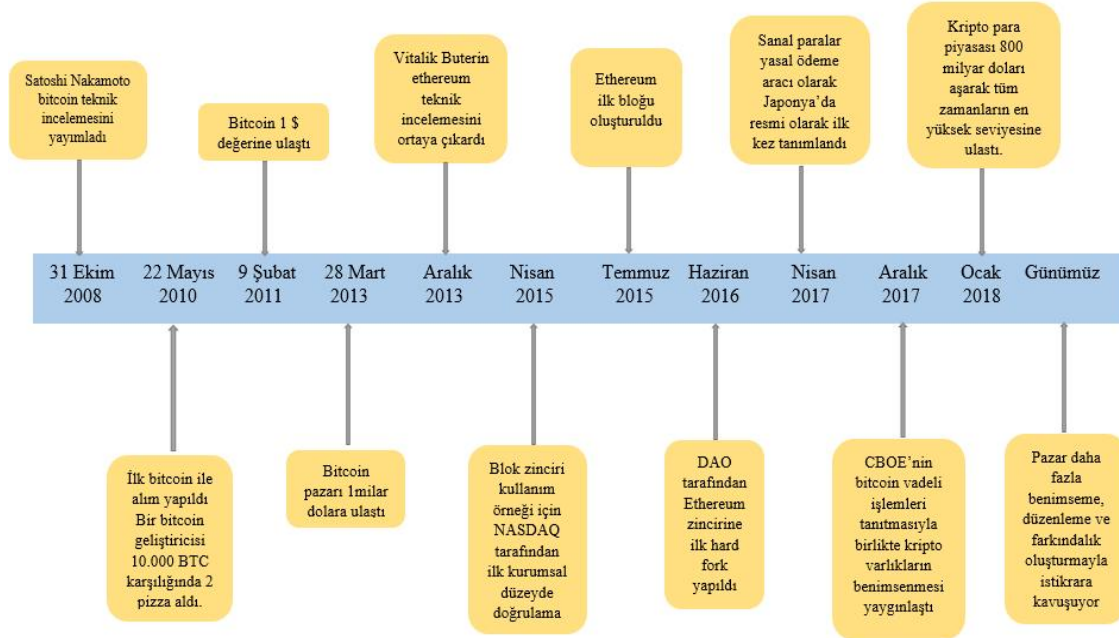 Satoshi Nakamoto
bitcoin teknik
incelemesini
yayımladı
Bitcoin 1 $
değerine ulaştı
Vitalik Buterin
ethereum
teknik
incelemesini
ortaya çıkardı
Ethereum
ilk bloğu
oluşturuldu
Sanal paralar
yasal ödeme
aracı olarak
Japonya’da
resmi olarak ilk
kez tanımlandı
Kripto para
piyasası 800
milyar doları
aşarak tüm
zamanların en
yüksek seviyesine
ulastı.
31 Ekim
2008
22 Mayıs
2010
9 Şubat
2011
28 Mart
2013
Aralık
2013
Nisan
2015
Temmuz
2015
Haziran
2016
Nisan
2017
Aralık
2017
Ocak
2018
Günümüz
İlk bitcoin ile
alım yapıldı
Bir bitcoin
geliştiricisi
10.000 BTC
karşılığında 2
pizza aldı.
Bitcoin
pazarı 1milar
dolara ulaştı
Blok zinciri
kullanım
örneği için
NASDAQ
tarafından
ilk kurumsal
düzeyde
doğrulama
DAO
tarafından
Ethereum
zincirine
ilk hard
fork
yapıldı
CBOE’nin
bitcoin vadeli
işlemleri
tanıtmasıyla
birlikte kripto
varlıkların
benimsenmesi
yaygınlaştı
Pazar daha
fazla
benimseme,
düzenleme ve
farkındalık
oluşturmayla
istikrara
kavuşuyor